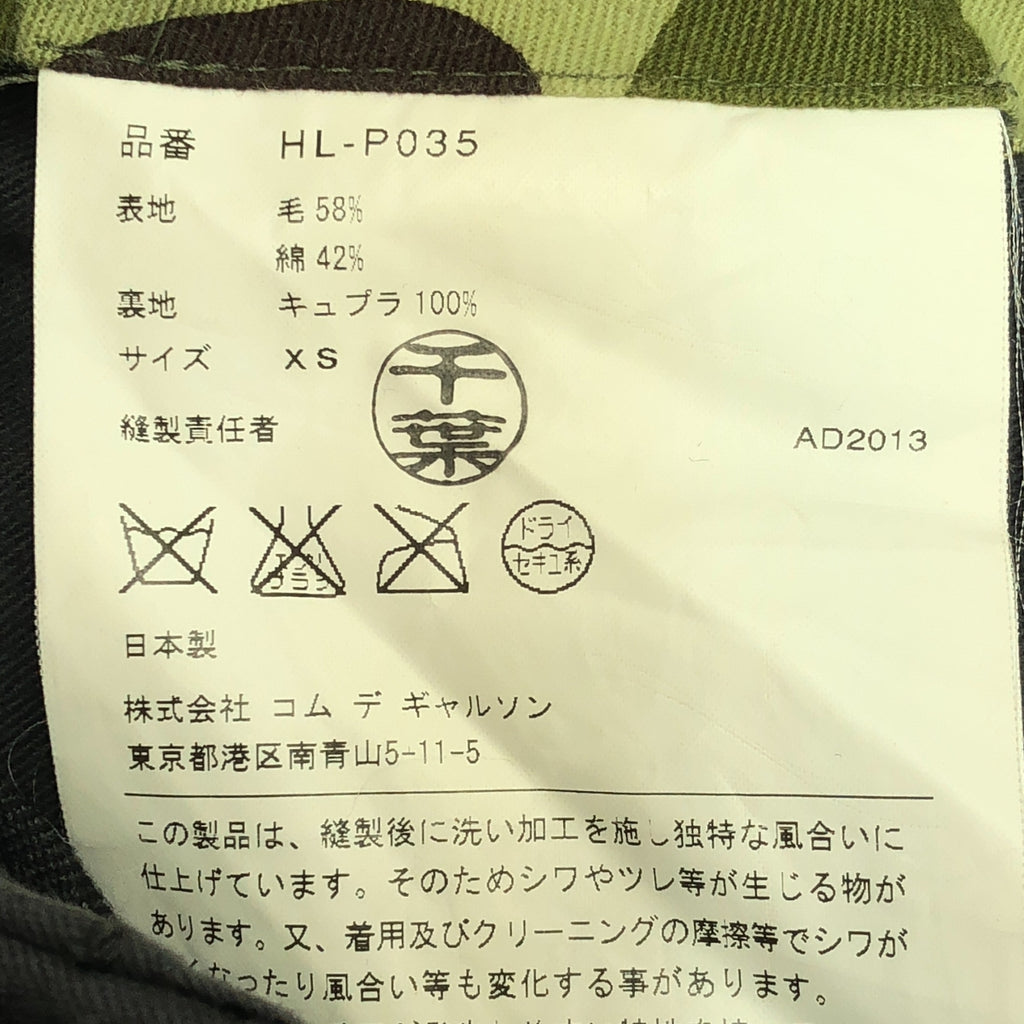 品番 HL-P035
表地 毛 58%
綿 42%
裏地 キュプラ 100%
サイズ XS
千葉
縫製責任者
AD2013
エンソ
サラシ
ドライ
セキユ系
日本製
株式会社 コム デ ギャルソン
東京都港区南青山5-11-5
この製品は、縫製後に洗い加工を施し独特な風合いに
仕上げています。そのためシワやツレ等が生じる物が
あります。又、着用及びクリーニングの摩擦等でシワが
くなったり風合い等も変化する事があります。